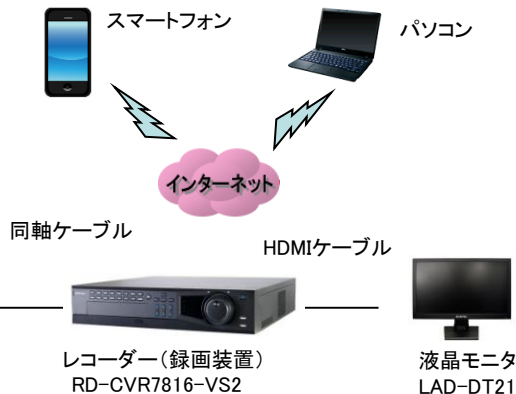 スマートフォン
パソコン
インターネット
同軸ケーブル
HDMIケーブル
レコーダー(録画装置)
RD-CVR7816-VS2
液晶モニタ
LAD-DT21